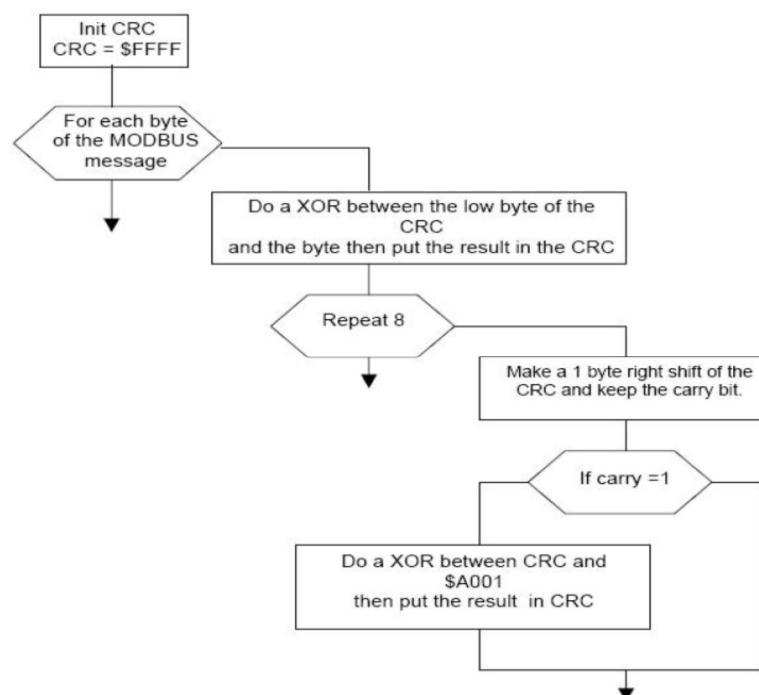 Init CRC
CRC = $FFFF
For each byte
of the MODBUS
message
Do a XOR between the low byte of the
CRC
and the byte then put the result in the CRC
Repeat 8
Make a 1 byte right shift of the
CRC and keep the carry bit.
If carry =1
Do a XOR between CRC and
$A001
then put the result in CRC